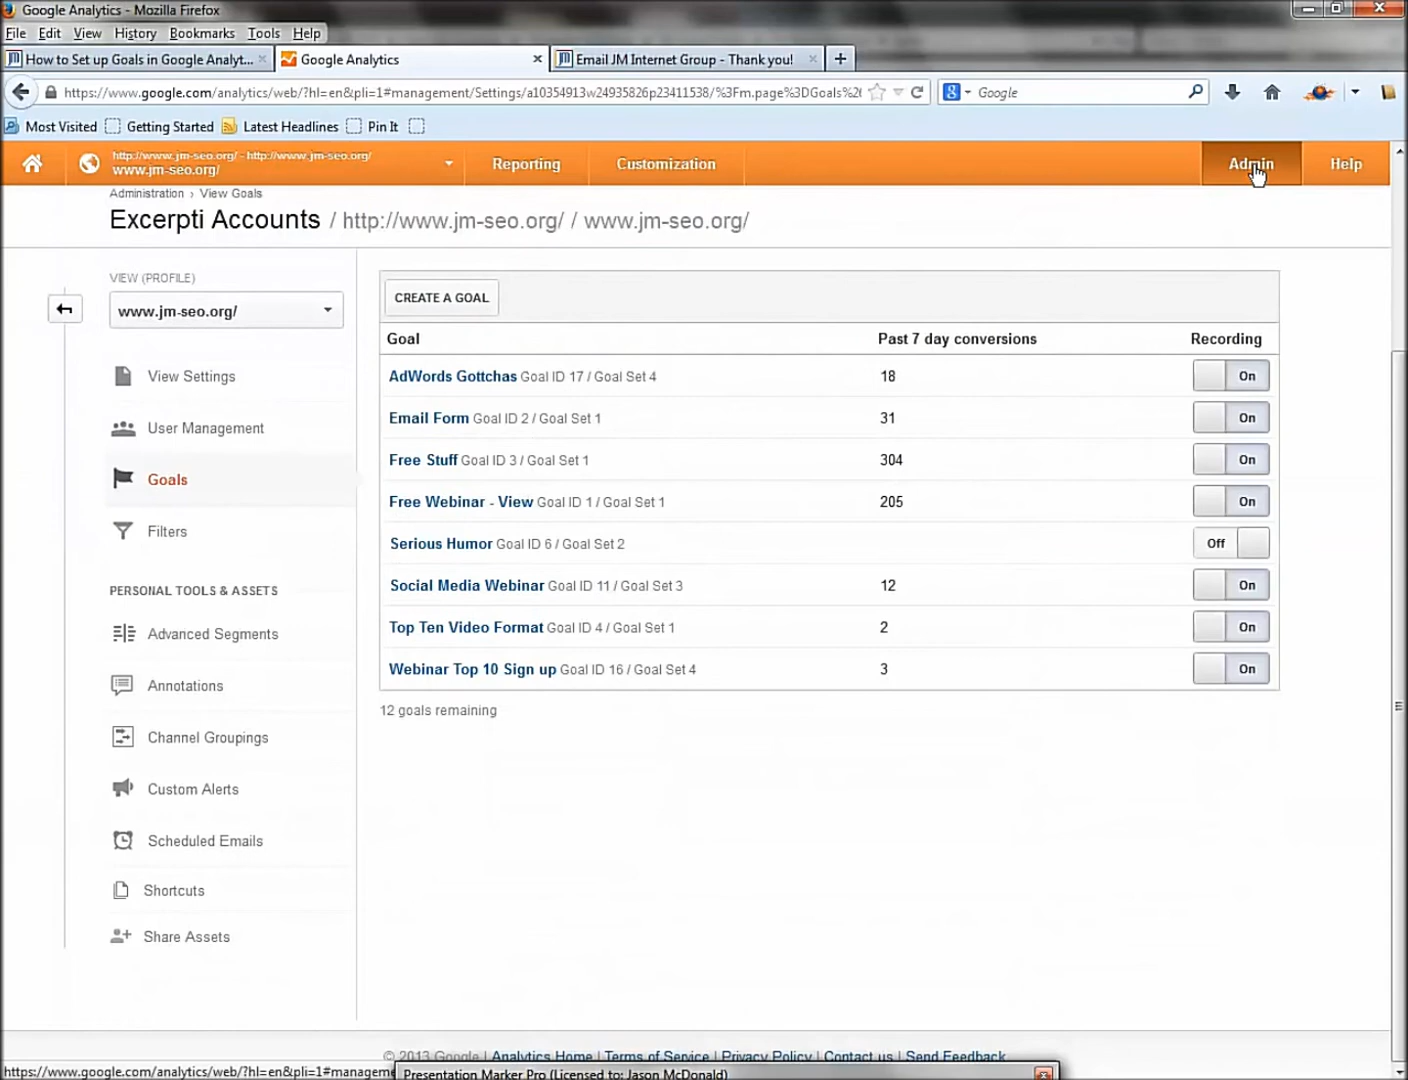 Google Analytics - Mozilla Firefox
File Edit View History Bookmarks Tools Help
How to Set up Goals in Google Analyt...
Google Analytics
Email JM Internet Group - Thank you!
https://www.google.com/analytics/web/?hl=en&pli=1#management/Settings/a10354913w24935826p23411538/%3Fm.page%3DGoals%2
Google
Most Visited Getting Started Latest Headlines Pin It
http://www.jm-seo.org/ - http://www.jm-seo.org/
www.jm-seo.org/
Reporting Customization Admin Help
Administration › View Goals
Excerpti Accounts / http://www.jm-seo.org/ / www.jm-seo.org/
VIEW (PROFILE)
www.jm-seo.org/
View Settings
User Management
Goals
Filters
PERSONAL TOOLS & ASSETS
Advanced Segments
Annotations
Channel Groupings
Custom Alerts
Scheduled Emails
Shortcuts
Share Assets
CREATE A GOAL
Goal Past 7 day conversions Recording
AdWords Gottchas Goal ID 17 / Goal Set 4 18 On
Email Form Goal ID 2 / Goal Set 1 31 On
Free Stuff Goal ID 3 / Goal Set 1 304 On
Free Webinar - View Goal ID 1 / Goal Set 1 205 On
Serious Humor Goal ID 6 / Goal Set 2 Off
Social Media Webinar Goal ID 11 / Goal Set 3 12 On
Top Ten Video Format Goal ID 4 / Goal Set 1 2 On
Webinar Top 10 Sign up Goal ID 16 / Goal Set 4 3 On
12 goals remaining
© 2013 Google | Analytics Home | Terms of Service | Privacy Policy | Contact us | Send Feedback
https://www.google.com/analytics/web/?hl=en&pli=1#manageme
Presentation Marker Pro (Licensed to: Jason McDonald)